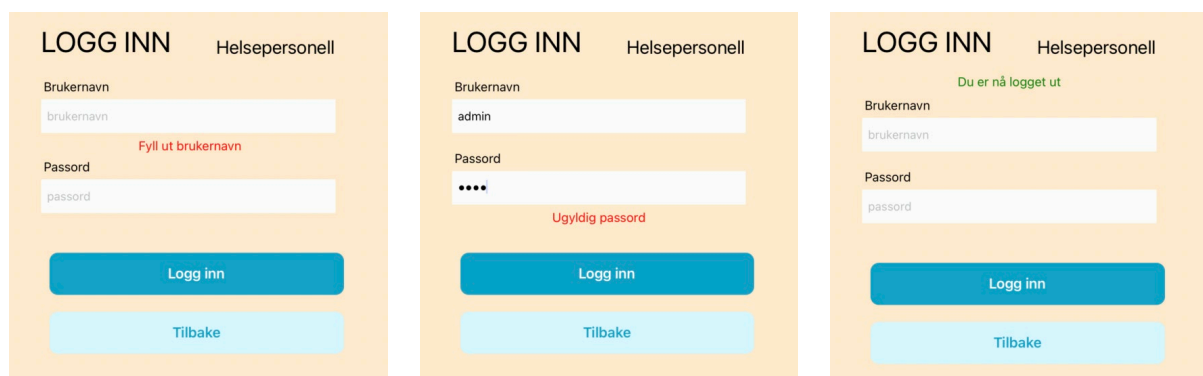 LOGG INN Helsepersonell
Brukernavn
brukernavn
Fyll ut brukernavn
Passord
passord
Logg inn
Tilbake
LOGG INN Helsepersonell
Brukernavn
admin
Passord
••••
Ugyldig passord
Logg inn
Tilbake
LOGG INN Helsepersonell
Du er nå logget ut
Brukernavn
brukernavn
Passord
passord
Logg inn
Tilbake